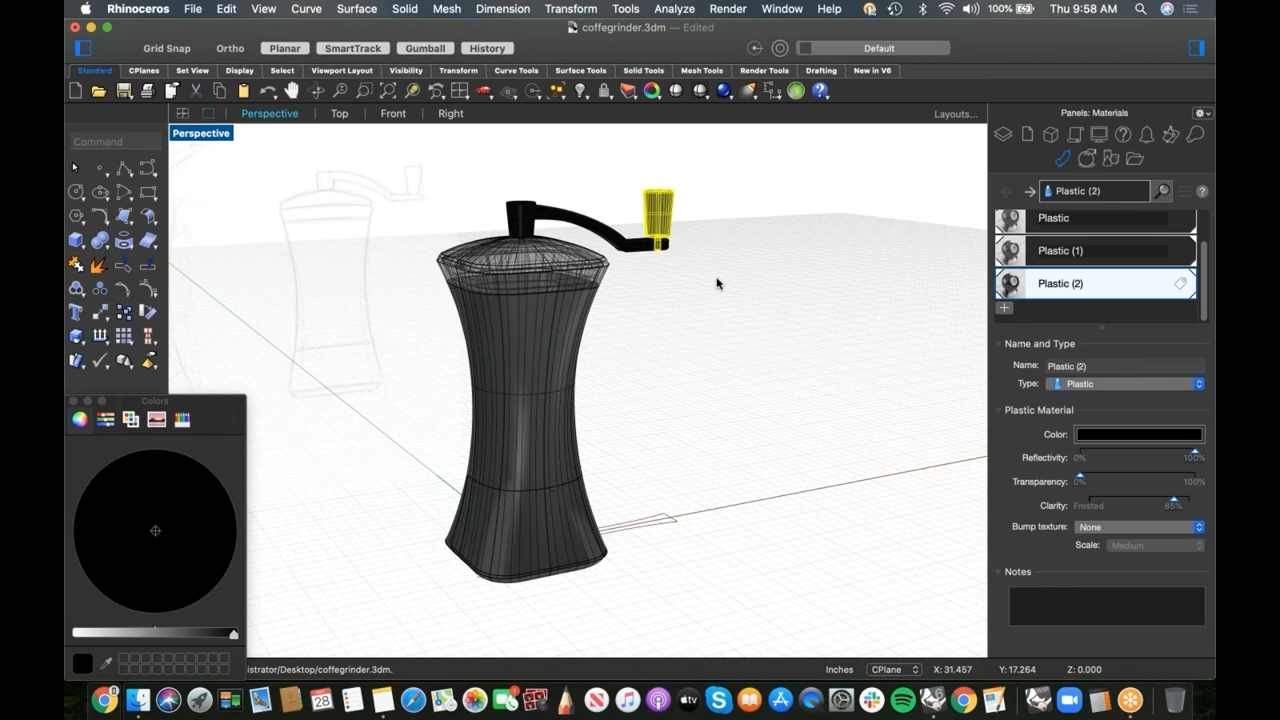 Rhinoceros File Edit View Curve Surface Solid Mesh Dimension Transform Tools Analyze Render Window Help 100% Thu 9:58 AM
coffegrinder.3dm — Edited
Grid Snap Ortho Planar SmartTrack Gumball History Default
Standard CPlanes Set View Display Select Viewport Layout Visibility Transform Curve Tools Surface Tools Solid Tools Mesh Tools Render Tools Drafting New in V6
Perspective Top Front Right Layouts... Panels: Materials
Perspective
Command
Plastic (2)
Plastic
Plastic (1)
Plastic (2)
Name and Type
Name: Plastic (2)
Type: Plastic
Plastic Material
Color:
Reflectivity: 0% 100%
Transparency: 0% 100%
Clarity: Frosted 85%
Bump texture: None
Scale: Medium
Notes
Colors
istrator/Desktop/coffegrinder.3dm. Inches CPlane X: 31.457 Y: 17.264 Z: 0.000
28
tv